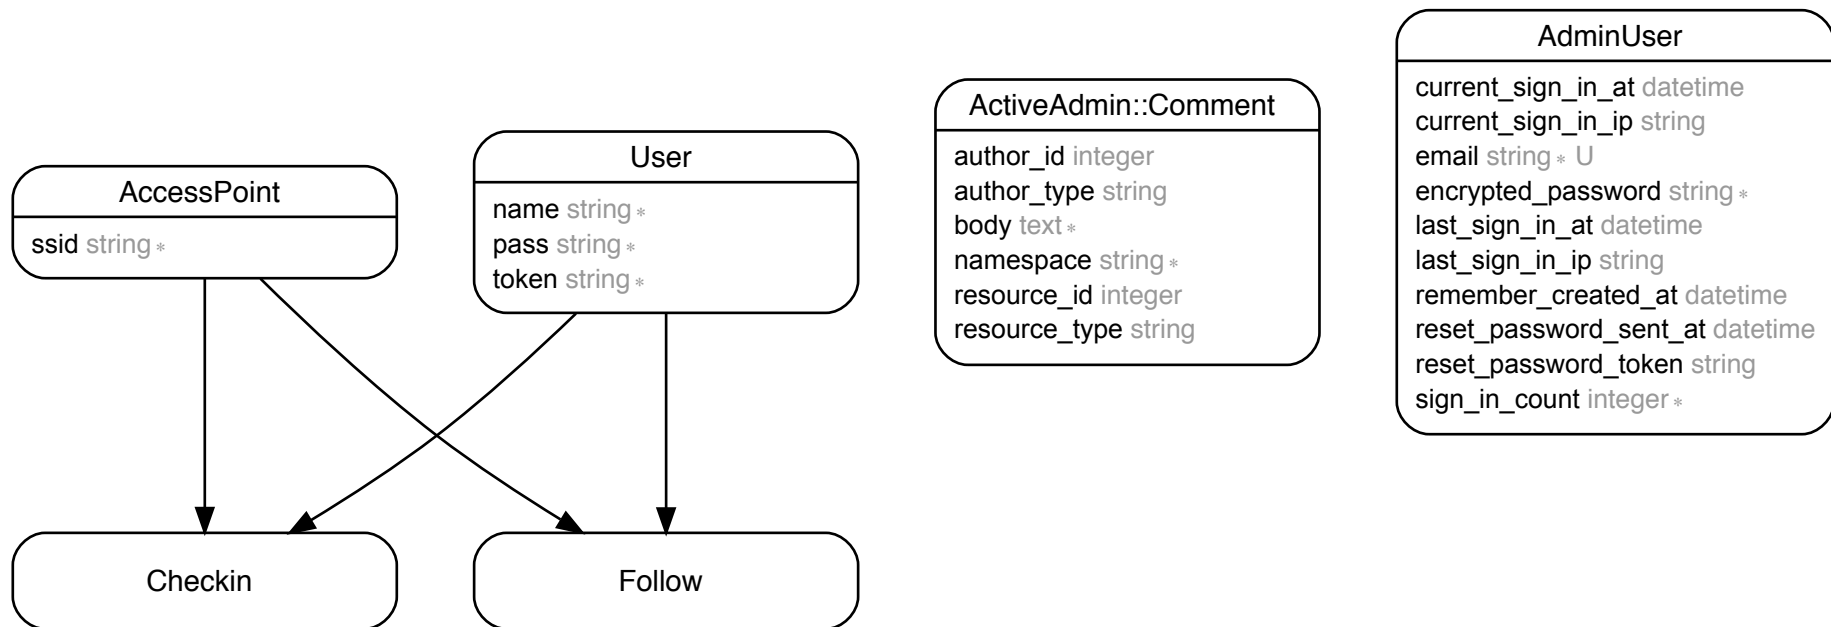 AccessPoint
ssid string *
User
name string *
pass string *
token string *
ActiveAdmin::Comment
author_id integer
author_type string
body text *
namespace string *
resource_id integer
resource_type string
AdminUser
current_sign_in_at datetime
current_sign_in_ip string
email string * U
encrypted_password string *
last_sign_in_at datetime
last_sign_in_ip string
remember_created_at datetime
reset_password_sent_at datetime
reset_password_token string
sign_in_count integer *
Checkin
Follow